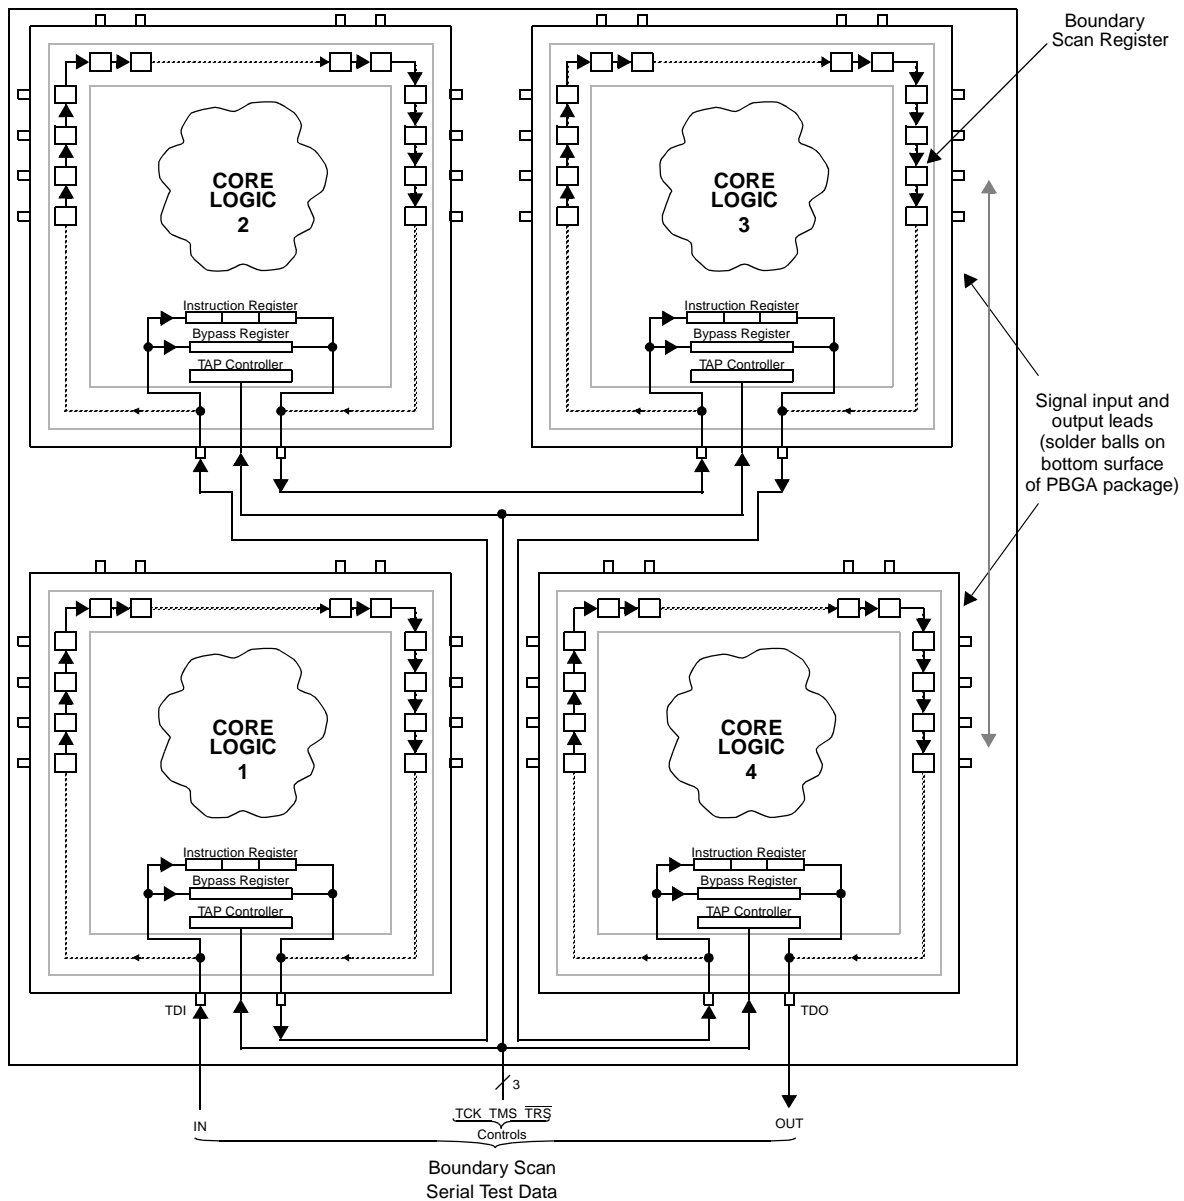 Boundary
Scan Register
CORE
LOGIC
2
CORE
LOGIC
3
Instruction Register
Bypass Register
TAP Controller
Instruction Register
Bypass Register
TAP Controller
Signal input and
output leads
(solder balls on
bottom surface
of PBGA package)
CORE
LOGIC
1
CORE
LOGIC
4
Instruction Register
Bypass Register
TAP Controller
Instruction Register
Bypass Register
TAP Controller
TDI
TDO
3
TCK TMS TRS
IN
OUT
Controls
Boundary Scan
Serial Test Data